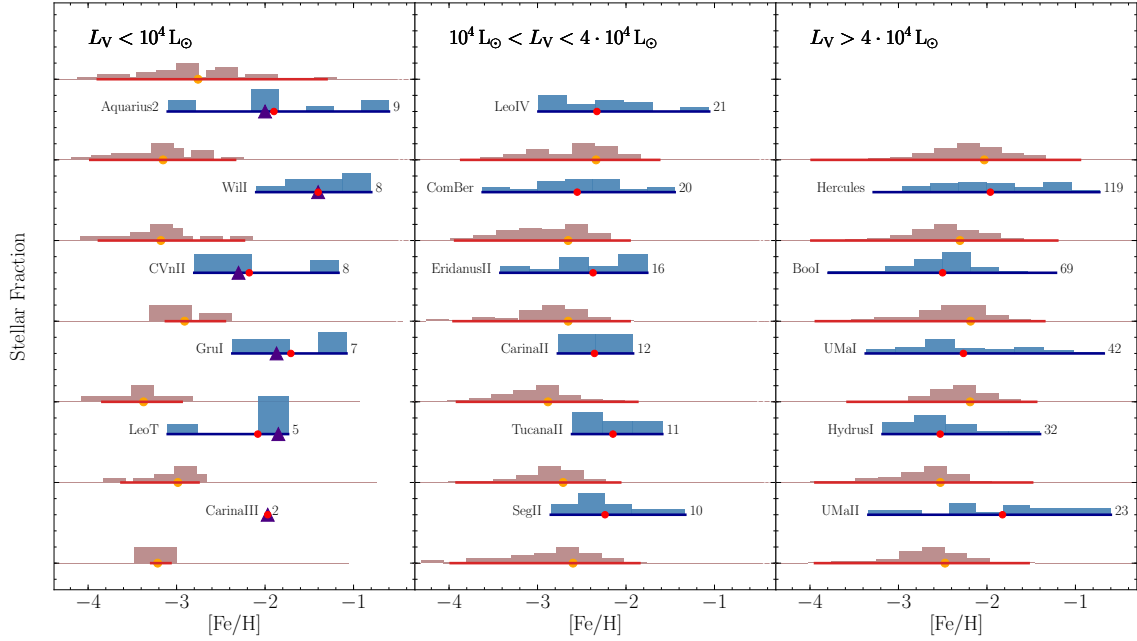 L_V < 10^4 L_⊙
10^4 L_⊙ < L_V < 4 · 10^4 L_⊙
L_V > 4 · 10^4 L_⊙
Aquarius2 9
LeoIV 21
WilI 8
ComBer 20
Hercules 119
CVnII 8
EridanusII 16
BooI 69
GruI 7
CarinaII 12
UMaI 42
LeoT 5
TucanaII 11
HydrusI 32
CarinaIII 2
SegII 10
UMaII 23
Stellar Fraction
−4 −3 −2 −1
−4 −3 −2 −1
−4 −3 −2 −1
[Fe/H]
[Fe/H]
[Fe/H]